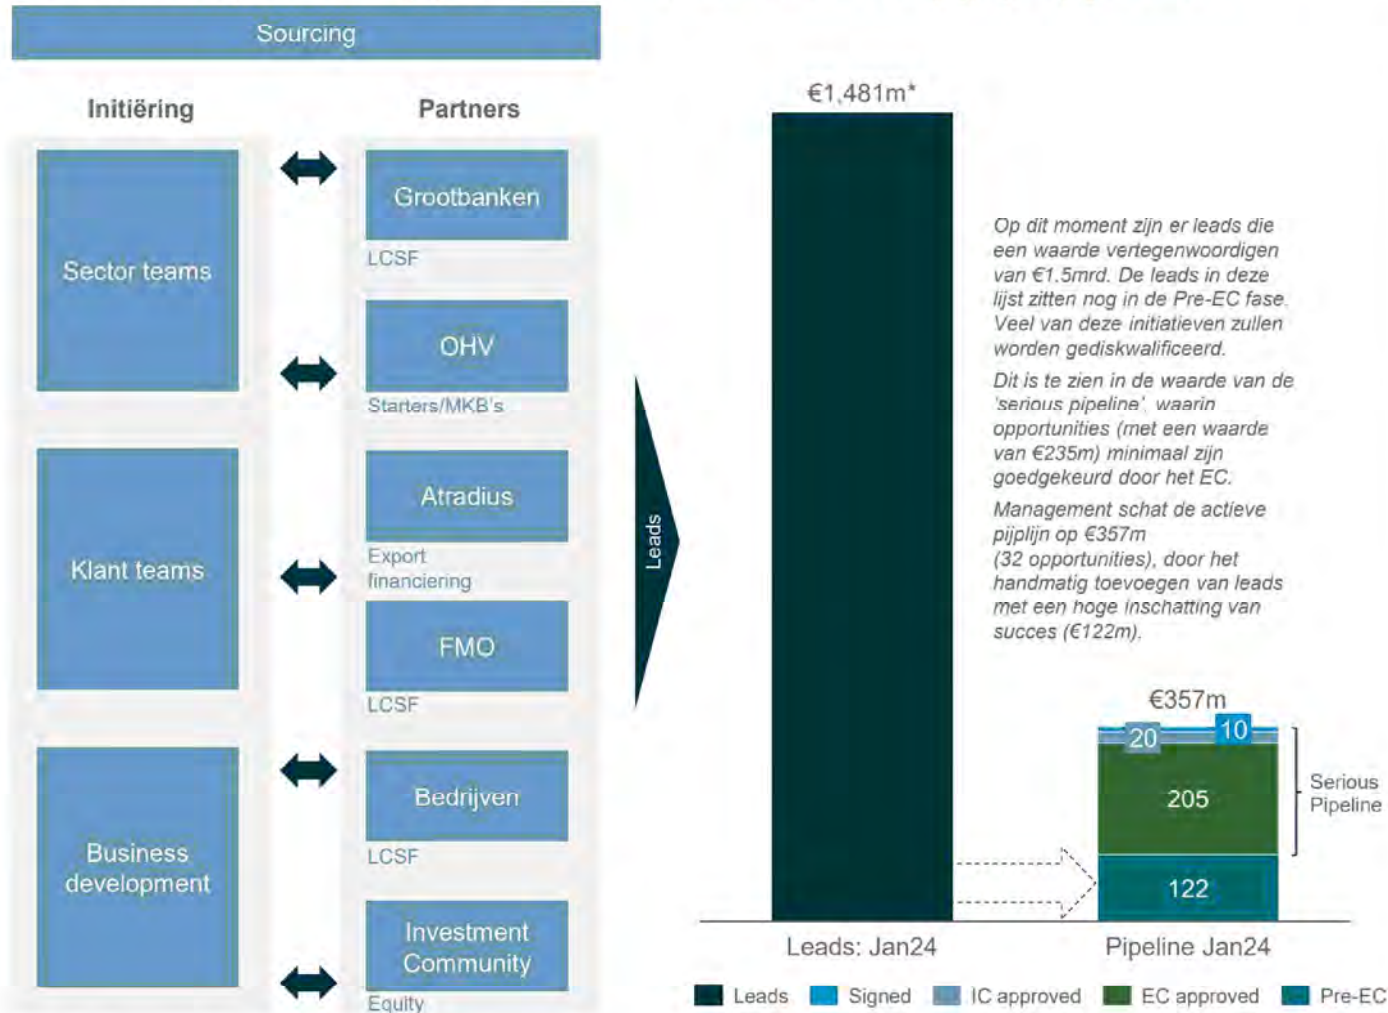 Sourcing
Initiëring
Partners
Sector teams
Klant teams
Business
development
Grootbanken
LCSF
OHV
Starters/MKB's
Atradius
Export
financiering
FMO
LCSF
Bedrijven
LCSF
Investment
Community
Equity
Leads
€1,481m*
Op dit moment zijn er leads die
een waarde vertegenwoordigen
van €1.5mrd. De leads in deze
lijst zitten nog in de Pre-EC fase.
Veel van deze initiatieven zullen
worden gediskwalificeerd.
Dit is te zien in de waarde van de
'serious pipeline', waarin
opportunities (met een waarde
van €235m) minimaal zijn
goedgekeurd door het EC.
Management schat de actieve
pijplijn op €357m
(32 opportunities), door het
handmatig toevoegen van leads
met een hoge inschatting van
succes (€122m).
€357m
20
10
205
122
Serious
Pipeline
Leads: Jan24
Pipeline Jan24
Leads
Signed
IC approved
EC approved
Pre-EC